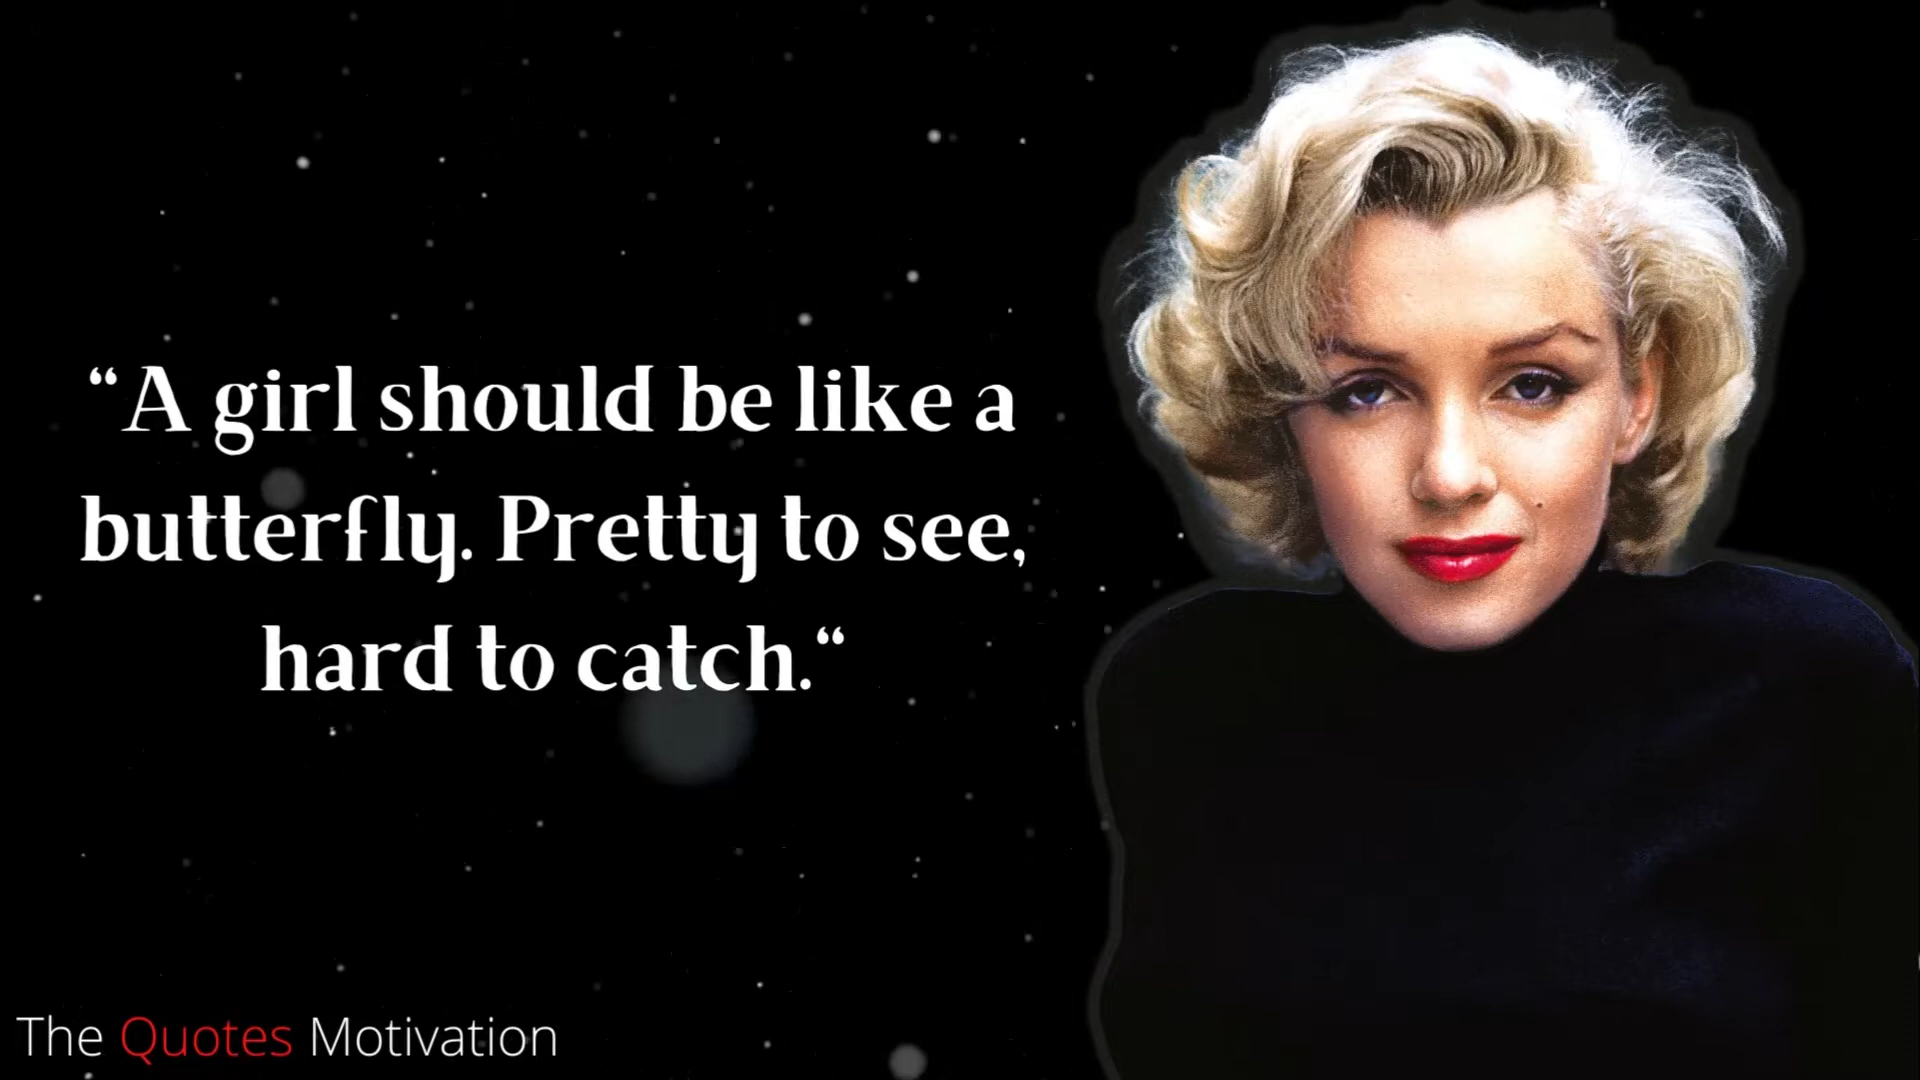 “A girl should be like a
butterfly. Pretty to see,
hard to catch.“
The Quotes Motivation